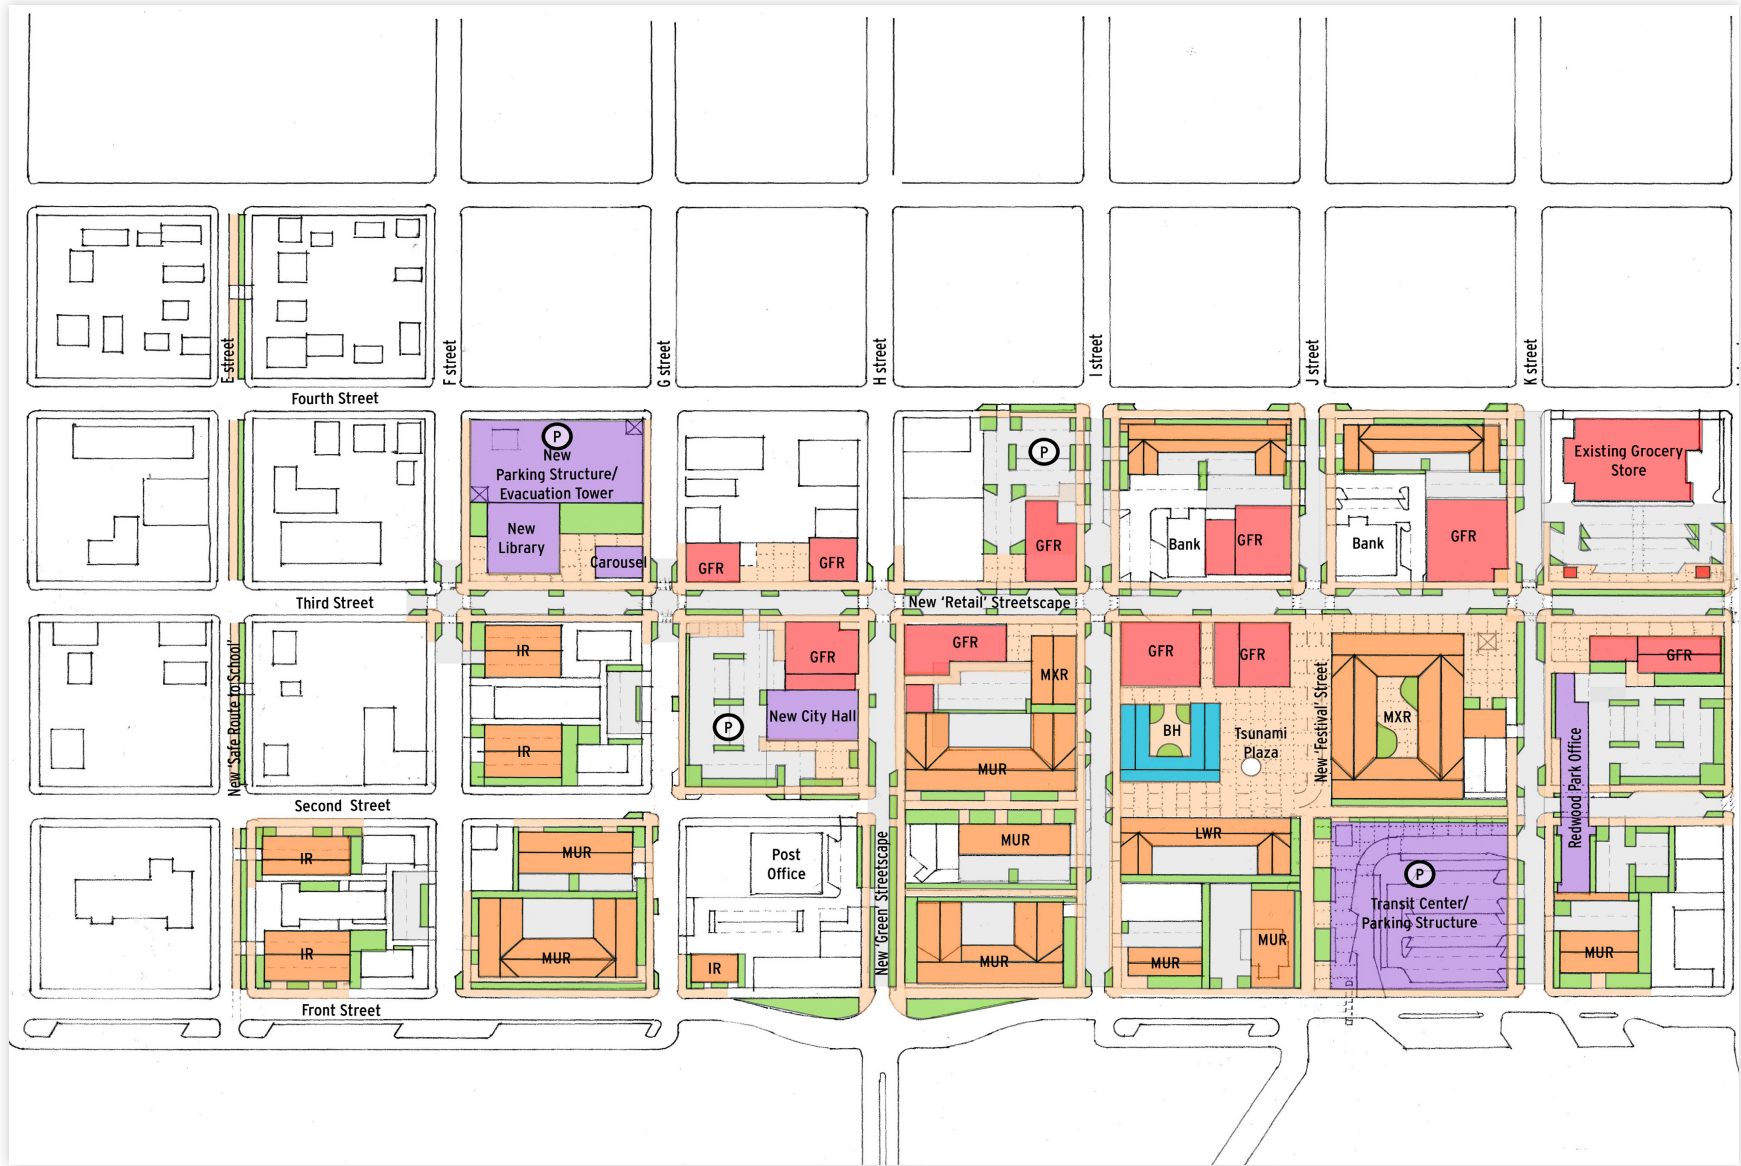 E street
F street
G street
H street
I street
J street
K street
Fourth Street
P
New
Parking Structure/
Evacuation Tower
New
Library
Carousel
GFR
GFR
P
GFR
Bank
GFR
Bank
GFR
Existing Grocery
Store
Third Street
New ‘Retail’ Streetscape
New ‘Safe Route to School’
IR
IR
GFR
New City Hall
P
GFR
MXR
MUR
GFR
GFR
BH
Tsunami
Plaza
New ‘Festival’ Street
MXR
GFR
Redwood Park Office
Second Street
IR
IR
MUR
MUR
Post
Office
IR
New ‘Green’ Streetscape
MUR
MUR
LWR
MUR
MUR
P
Transit Center/
Parking Structure
MUR
Front Street